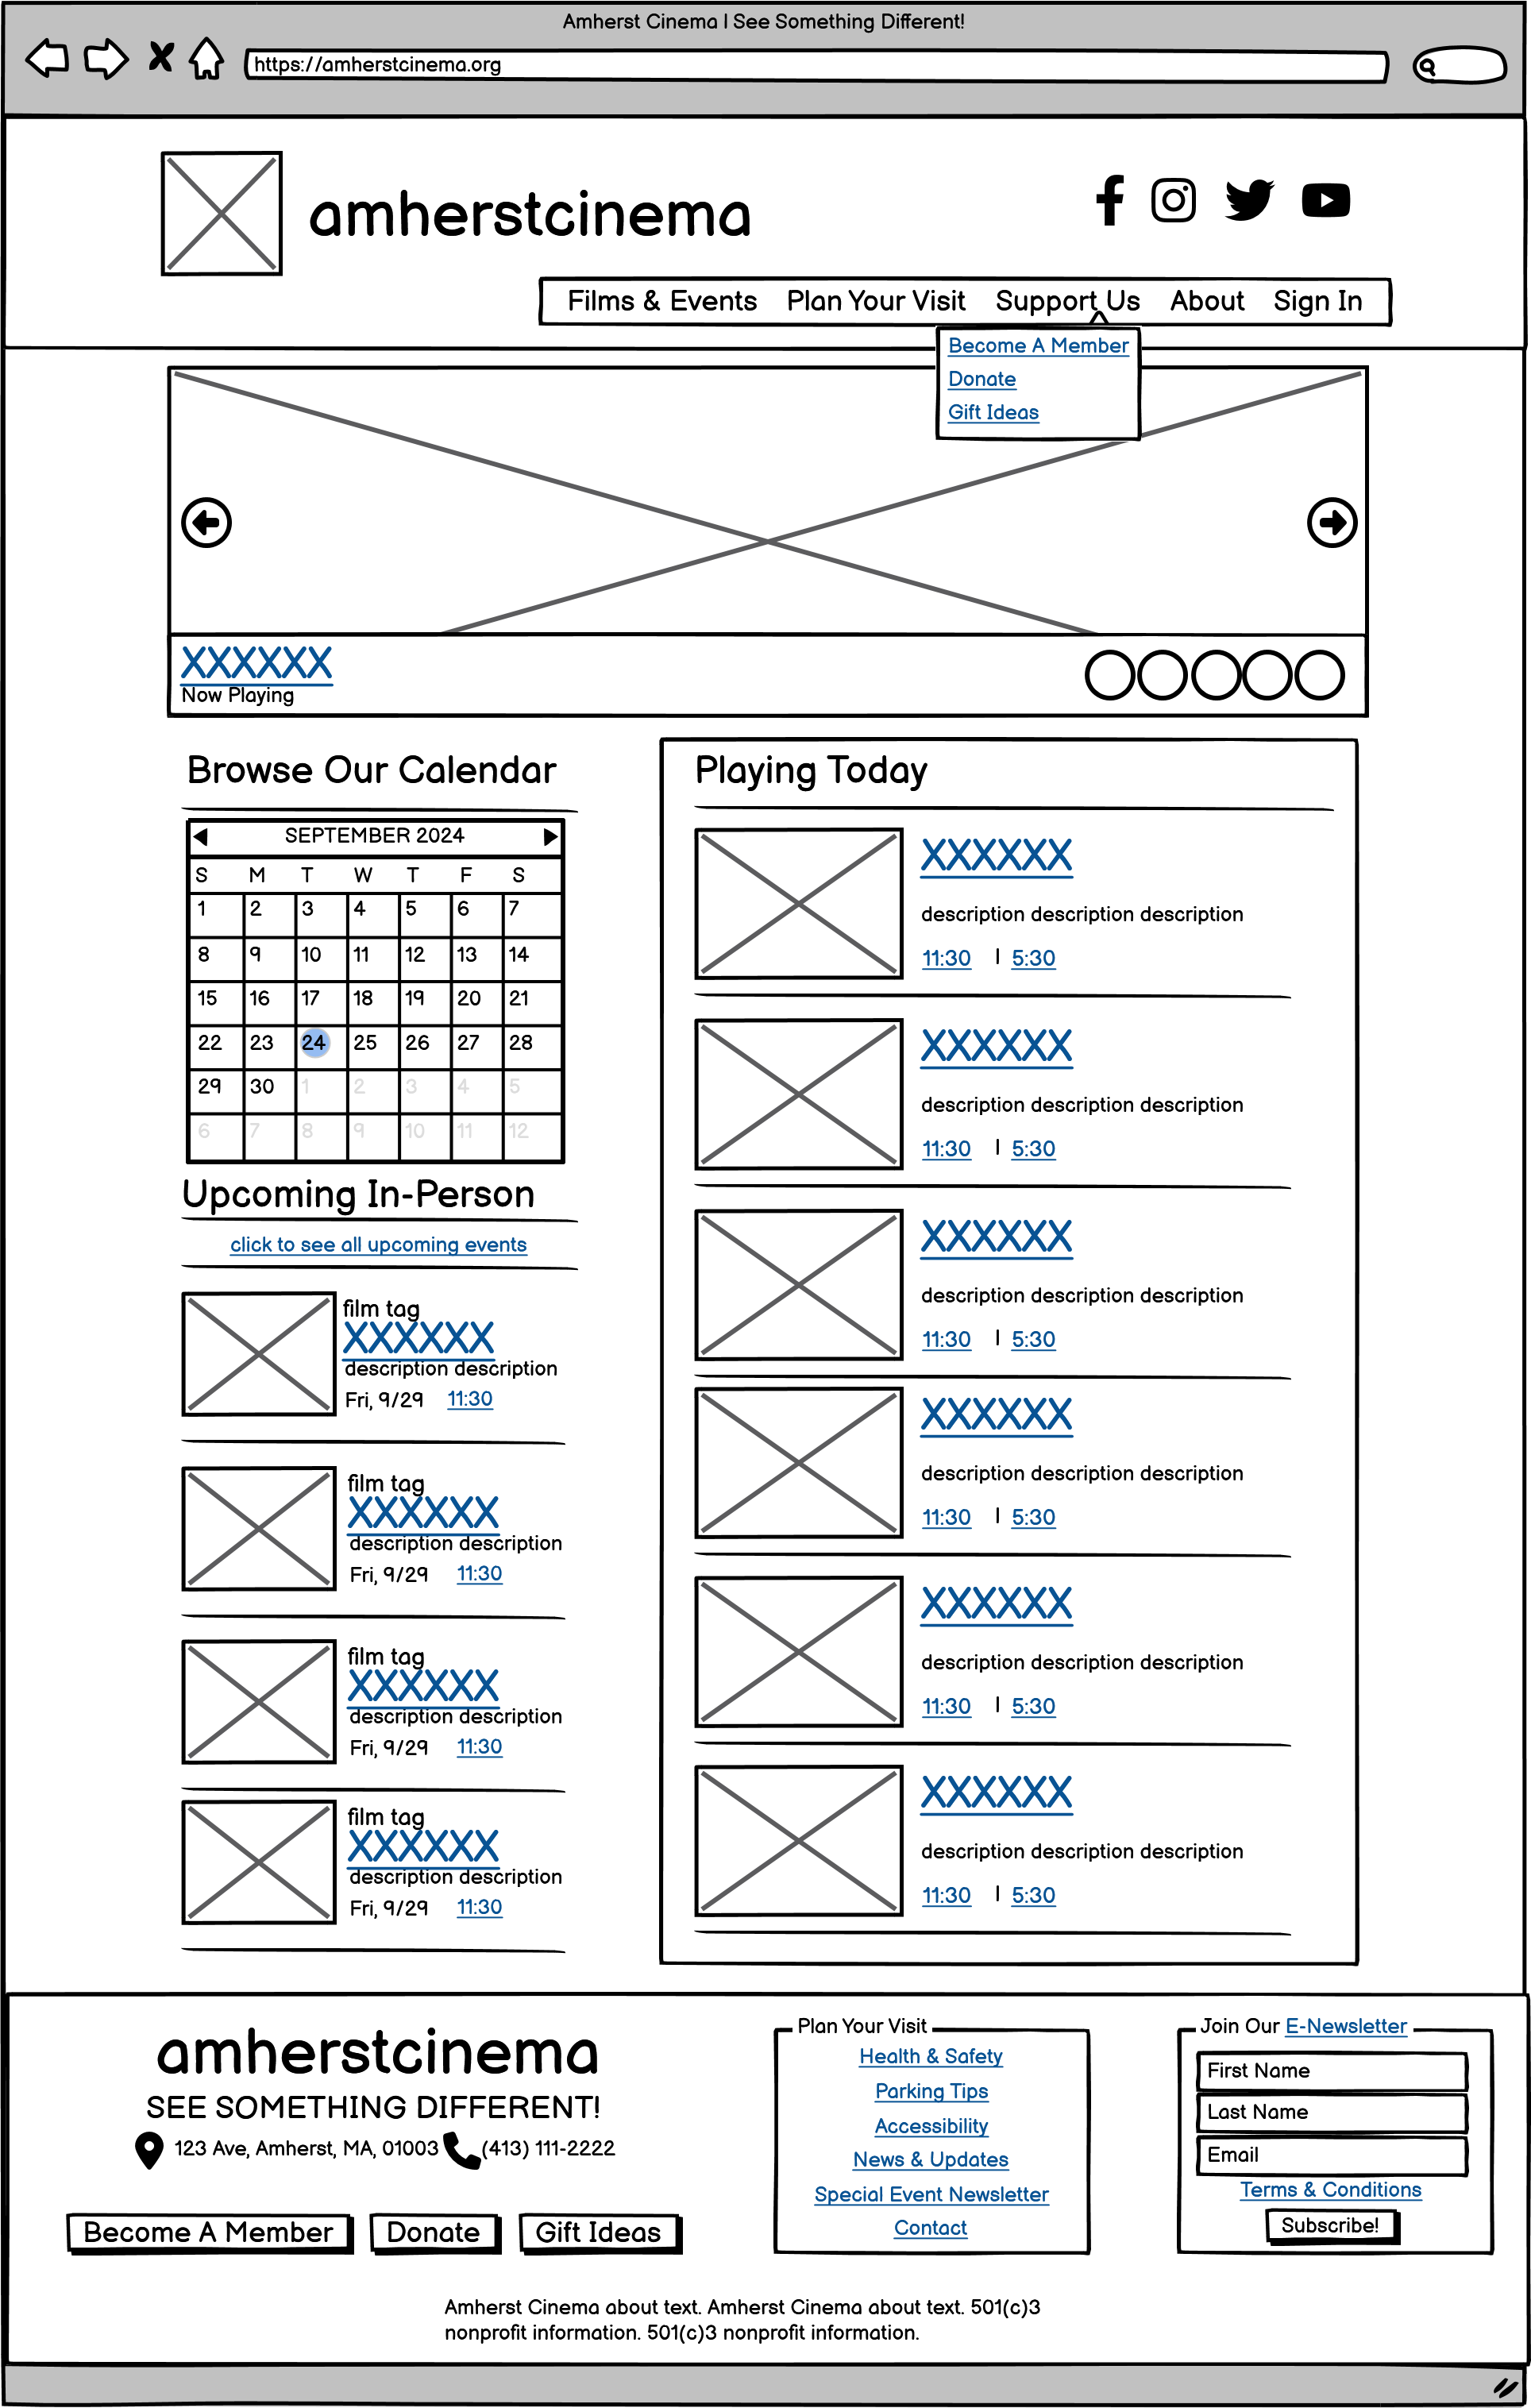 Amherst Cinema | See Something Different!
https://amherstcinema.org
amherstcinema
Films & Events Plan Your Visit Support Us About Sign In
Become A Member
Donate
Gift Ideas
XXXXXX
Now Playing
Browse Our Calendar
SEPTEMBER 2024
S M T W T F S
1 2 3 4 5 6 7
8 9 10 11 12 13 14
15 16 17 18 19 20 21
22 23 24 25 26 27 28
29 30 1 2 3 4 5
6 7 8 9 10 11 12
Upcoming In-Person
click to see all upcoming events
film tag
XXXXXX
description description
Fri, 9/29 11:30
film tag
XXXXXX
description description
Fri, 9/29 11:30
film tag
XXXXXX
description description
Fri, 9/29 11:30
film tag
XXXXXX
description description
Fri, 9/29 11:30
Playing Today
XXXXXX
description description description
11:30 | 5:30
XXXXXX
description description description
11:30 | 5:30
XXXXXX
description description description
11:30 | 5:30
XXXXXX
description description description
11:30 | 5:30
XXXXXX
description description description
11:30 | 5:30
XXXXXX
description description description
11:30 | 5:30
amherstcinema
SEE SOMETHING DIFFERENT!
123 Ave, Amherst, MA, 01003 (413) 111-2222
Become A Member Donate Gift Ideas
Plan Your Visit
Health & Safety
Parking Tips
Accessibility
News & Updates
Special Event Newsletter
Contact
Join Our E-Newsletter
First Name
Last Name
Email
Terms & Conditions
Subscribe!
Amherst Cinema about text. Amherst Cinema about text. 501(c)3
nonprofit information. 501(c)3 nonprofit information.